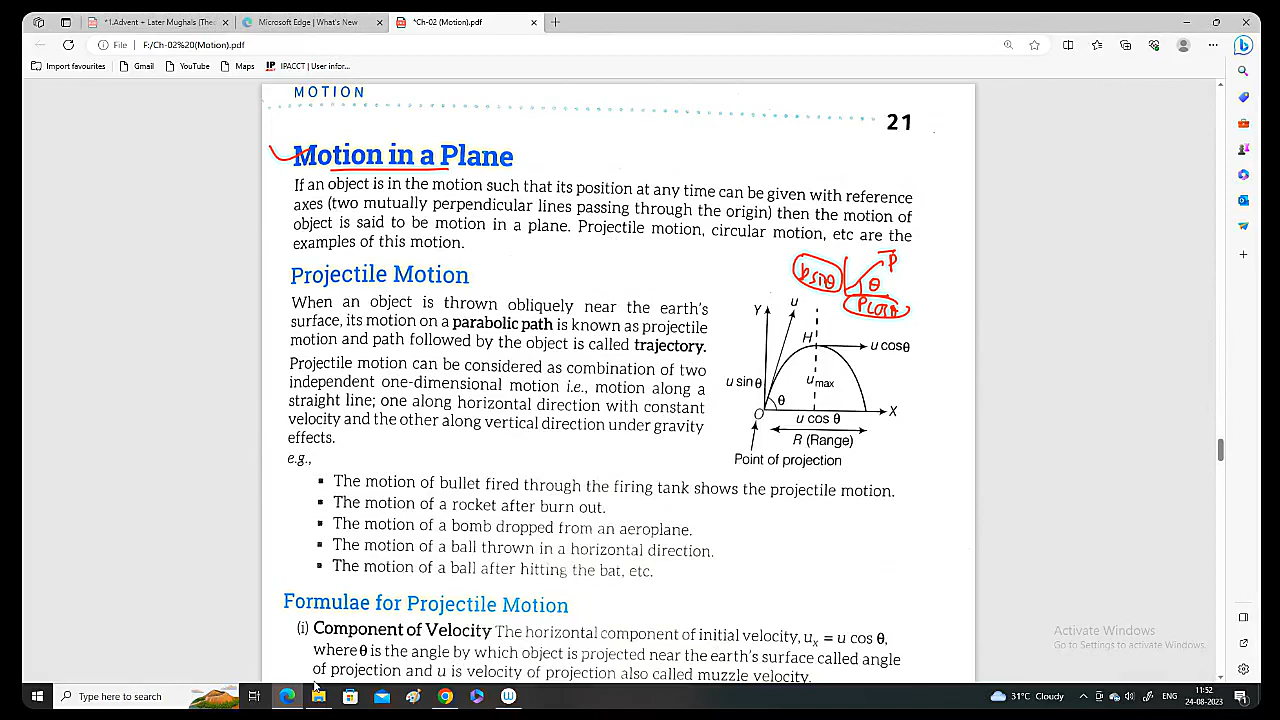 *1.Advent + Later Mughals (The
Microsoft Edge | What's New
*Ch-02 (Motion).pdf
File
F:/Ch-02%20(Motion).pdf
Import favourites
Gmail
YouTube
Maps
IPACCT | User infor...
MOTION
21
Motion in a Plane
If an object is in the motion such that its position at any time can be given with reference
axes (two mutually perpendicular lines passing through the origin) then the motion of
object is said to be motion in a plane. Projectile motion, circular motion, etc are the
examples of this motion.
P
θ
Psinθ
Pcosθ
Projectile Motion
When an object is thrown obliquely near the earth's
surface, its motion on a parabolic path is known as projectile
motion and path followed by the object is called trajectory.
Projectile motion can be considered as combination of two
independent one-dimensional motion i.e., motion along a
straight line; one along horizontal direction with constant
velocity and the other along vertical direction under gravity
effects.
Y
u
H
u cosθ
u sinθ
umax
θ
O
X
u cos θ
R (Range)
Point of projection
e.g.,
▪ The motion of bullet fired through the firing tank shows the projectile motion.
▪ The motion of a rocket after burn out.
▪ The motion of a bomb dropped from an aeroplane.
▪ The motion of a ball thrown in a horizontal direction.
▪ The motion of a ball after hitting the bat, etc.
Formulae for Projectile Motion
(i) Component of Velocity The horizontal component of initial velocity, ux = u cos θ,
where θ is the angle by which object is projected near the earth's surface called angle
of projection and u is velocity of projection also called muzzle velocity.
Activate Windows
Go to Settings to activate Windows.
Type here to search
31°C Cloudy
ENG
11:52
24-08-2023